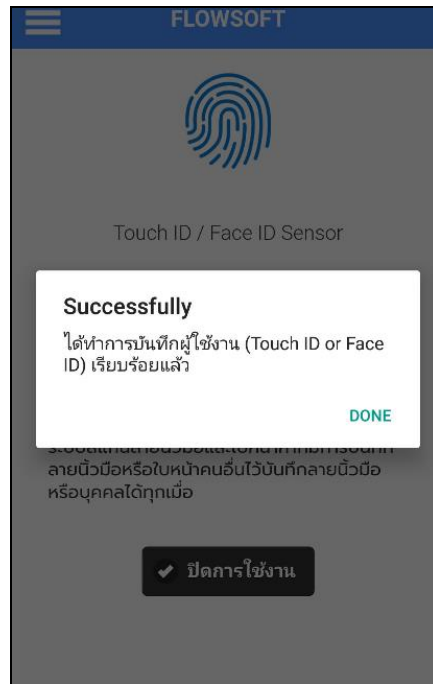 FLOWSOFT
Touch ID / Face ID Sensor
Successfully
ได้ทำการบันทึกผู้ใช้งาน (Touch ID or Face
ID) เรียบร้อยแล้ว
DONE
ลายนิ้วมือหรือใบหน้าคนอื่นไว้บันทึกลายนิ้วมือ
หรือบุคคลได้ทุกเมื่อ
ปิดการใช้งาน